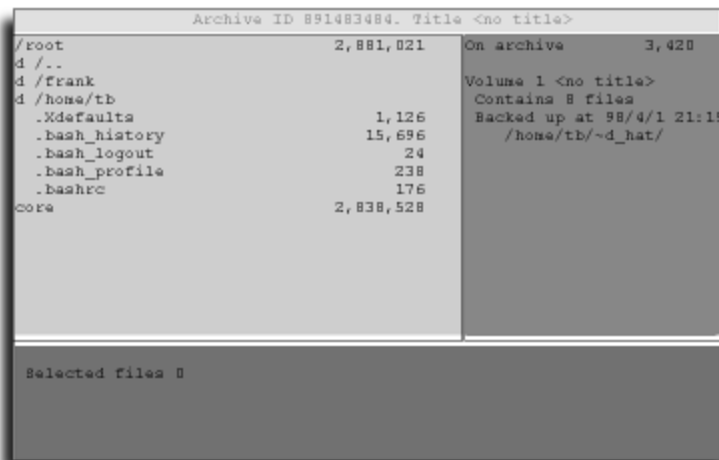 Archive ID 891483484. Title <no title>
/root 2,881,021
d /..
d /frank
d /home/tb
.Xdefaults 1,126
.bash_history 15,696
.bash_logout 24
.bash_profile 238
.bashrc 176
core 2,838,528
On archive 3,420
Volume 1 <no title>
Contains 8 files
Backed up at 98/4/1 21:15
/home/tb/~d_hat/
Selected files 0